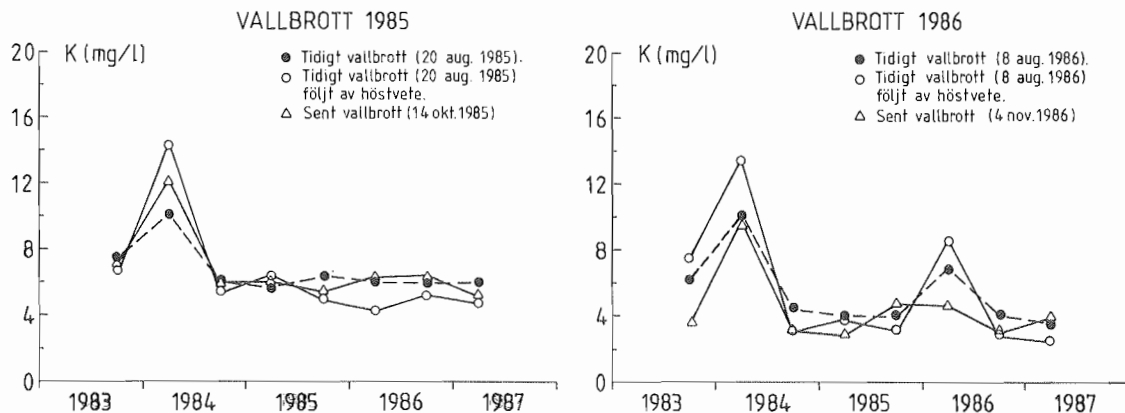 VALLBROTT 1985
20
K (mg/l)
● Tidigt vallbrott (20 aug. 1985).
○ Tidigt vallbrott (20 aug. 1985)
följt av höstvete.
△ Sent vallbrott (14 okt. 1985)
16
12
8
4
0
1983 1984 1985 1986 1987
VALLBROTT 1986
20
K (mg/l)
● Tidigt vallbrott (8 aug. 1986).
○ Tidigt vallbrott (8 aug. 1986)
följt av höstvete.
△ Sent vallbrott (4 nov. 1986)
16
12
8
4
0
1983 1984 1985 1986 1987